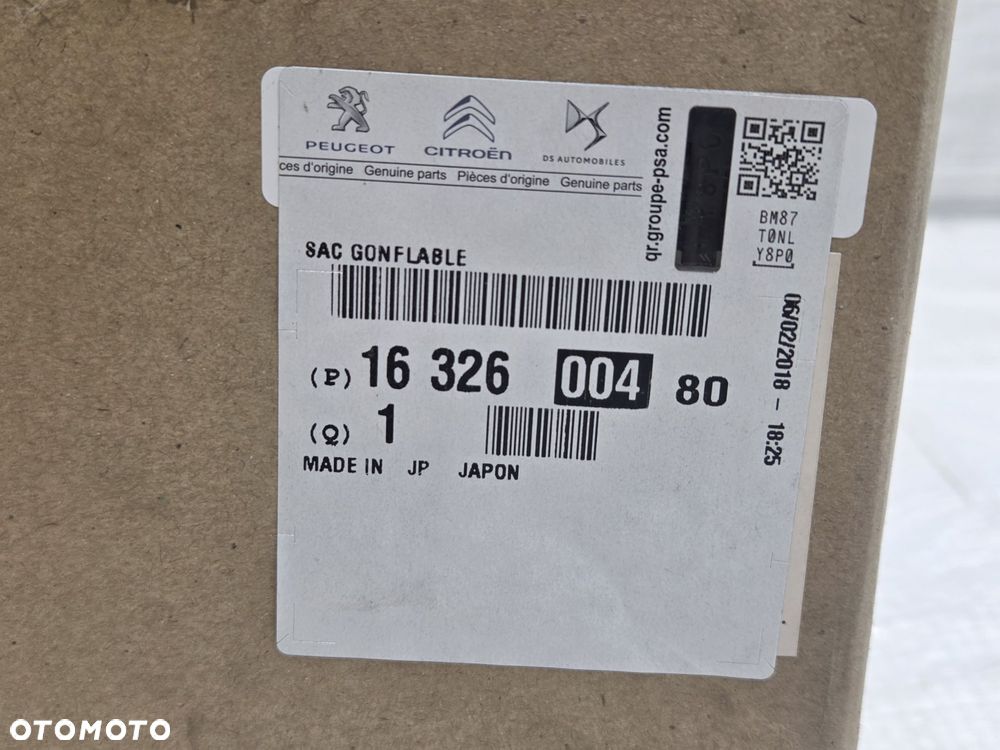 PEUGEOT
CITROËN
DS AUTOMOBILES
ces d'origine Genuine parts Pièces d'origine Genuine parts
qr.groupe-psa.com
BM87
T0NL
Y8P0
SAC GONFLABLE
(P) 16 326 004 80
(Q) 1
MADE IN JP JAPON
06/02/2018 - 18:25
OTOMOTO